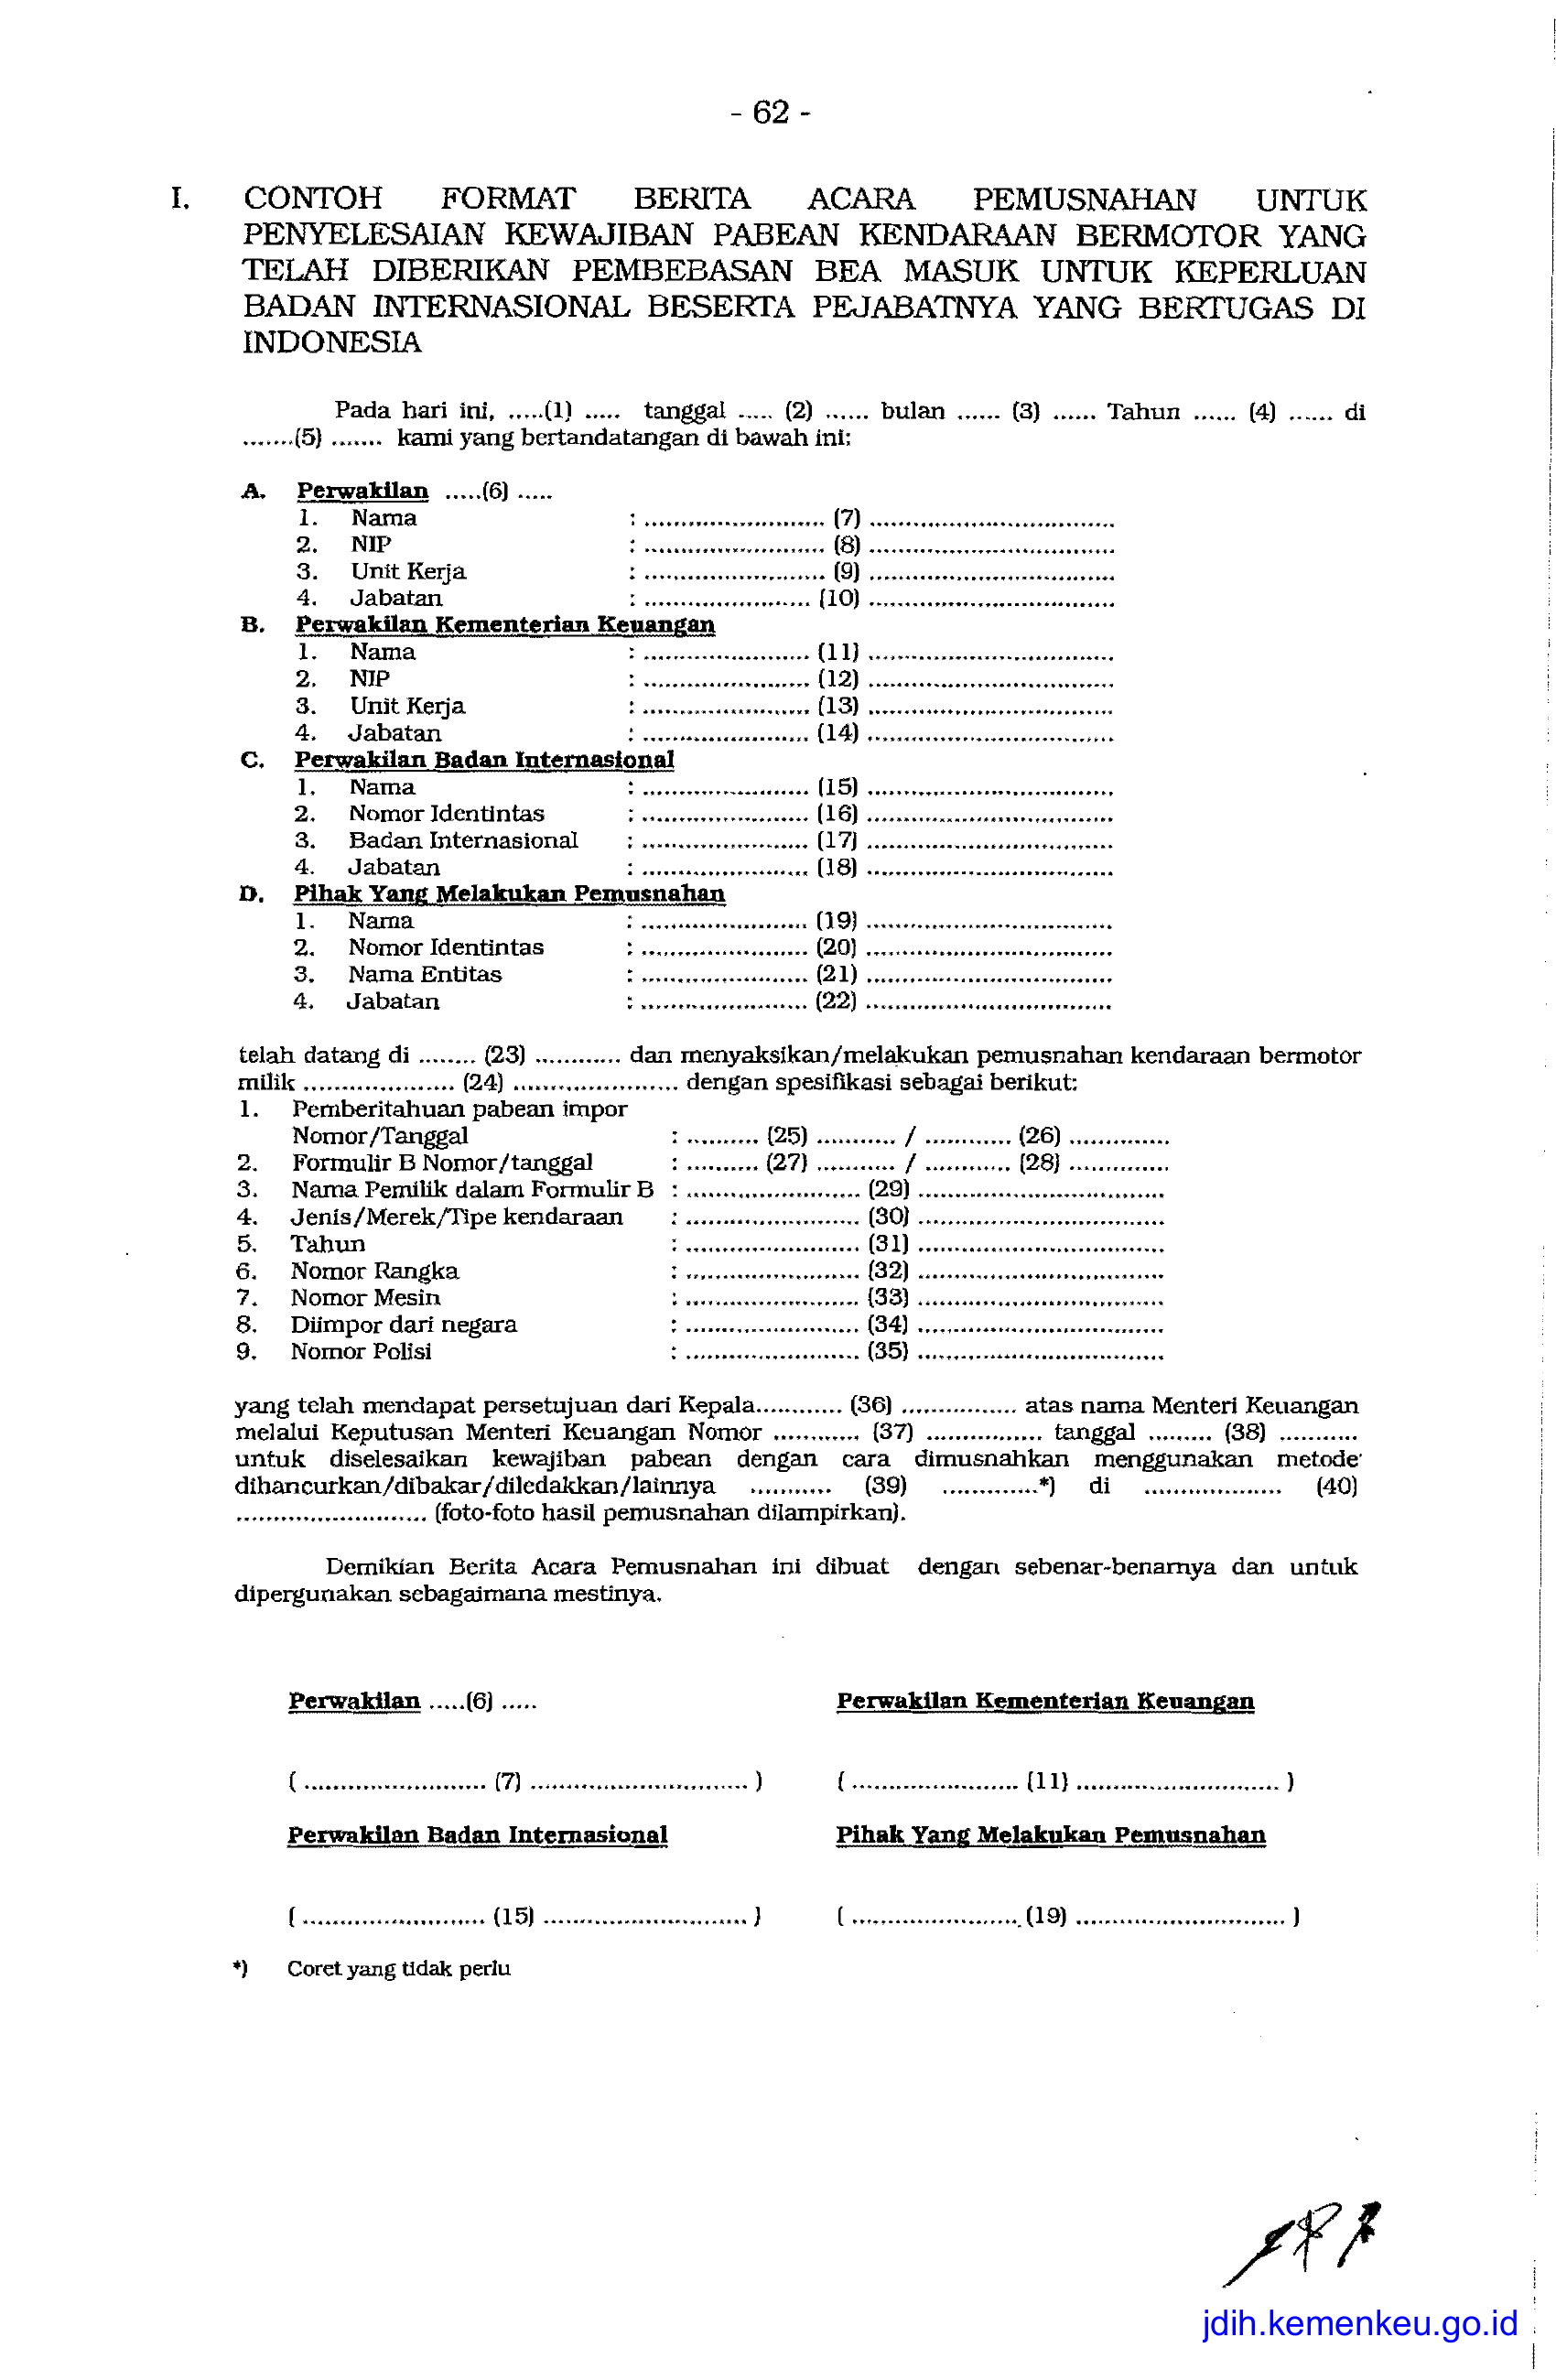 - 62 -
I. CONTOH FORMAT BERITA ACARA PEMUSNAHAN UNTUK
PENYELESAIAN KEWAJIBAN PABEAN KENDARAAN BERMOTOR YANG
TELAH DIBERIKAN PEMBEBASAN BEA MASUK UNTUK KEPERLUAN
BADAN INTERNASIONAL BESERTA PEJABATNYA YANG BERTUGAS DI
INDONESIA
Pada hari ini, .....(1) ..... tanggal ..... (2) ...... bulan ...... (3) ...... Tahun ...... (4) ...... di
.......(5) ....... kami yang bertandatangan di bawah ini:
A. Perwakilan .....(6) .....
1. Nama : ......................... (7) ..................................
2. NIP : ......................... (8) ..................................
3. Unit Kerja : ......................... (9) ..................................
4. Jabatan : ....................... (10) ..................................
B. Perwakilan Kementerian Keuangan
1. Nama : ....................... (11) ..................................
2. NIP : ....................... (12) ..................................
3. Unit Kerja : ....................... (13) ..................................
4. Jabatan : ....................... (14) ..................................
C. Perwakilan Badan Internasional
1. Nama : ....................... (15) ..................................
2. Nomor Identintas : ....................... (16) ..................................
3. Badan Internasional : ....................... (17) ..................................
4. Jabatan : ....................... (18) ..................................
D. Pihak Yang Melakukan Pemusnahan
1. Nama : ....................... (19) ..................................
2. Nomor Identintas : ....................... (20) ..................................
3. Nama Entitas : ....................... (21) ..................................
4. Jabatan : ....................... (22) ..................................
telah datang di ........ (23) ............ dan menyaksikan/melakukan pemusnahan kendaraan bermotor
milik ..................... (24) ....................... dengan spesifikasi sebagai berikut:
1. Pemberitahuan pabean impor
Nomor/Tanggal : .......... (25) ........... / ............ (26) ..............
2. Formulir B Nomor/tanggal : .......... (27) ........... / ............ (28) ..............
3. Nama Pemilik dalam Formulir B : ........................ (29) ..................................
4. Jenis/Merek/Tipe kendaraan : ........................ (30) ..................................
5. Tahun : ........................ (31) ..................................
6. Nomor Rangka : ........................ (32) ..................................
7. Nomor Mesin : ........................ (33) ..................................
8. Diimpor dari negara : ........................ (34) ..................................
9. Nomor Polisi : ........................ (35) ..................................
yang telah mendapat persetujuan dari Kepala............ (36) ................ atas nama Menteri Keuangan
melalui Keputusan Menteri Keuangan Nomor ............ (37) ................ tanggal ......... (38) ...........
untuk diselesaikan kewajiban pabean dengan cara dimusnahkan menggunakan metode
dihancurkan/dibakar/diledakkan/lainnya ........... (39) .............*) di ................... (40)
.......................... (foto-foto hasil pemusnahan dilampirkan).
Demikian Berita Acara Pemusnahan ini dibuat dengan sebenar-benarnya dan untuk
dipergunakan sebagaimana mestinya.
Perwakilan .....(6) ..... Perwakilan Kementerian Keuangan
( ......................... (7) .............................. ) ( ....................... (11) ............................ )
Perwakilan Badan Internasional Pihak Yang Melakukan Pemusnahan
( ......................... (15) ............................ ) ( ........................(19) ............................. )
*) Coret yang tidak perlu
jdih.kemenkeu.go.id